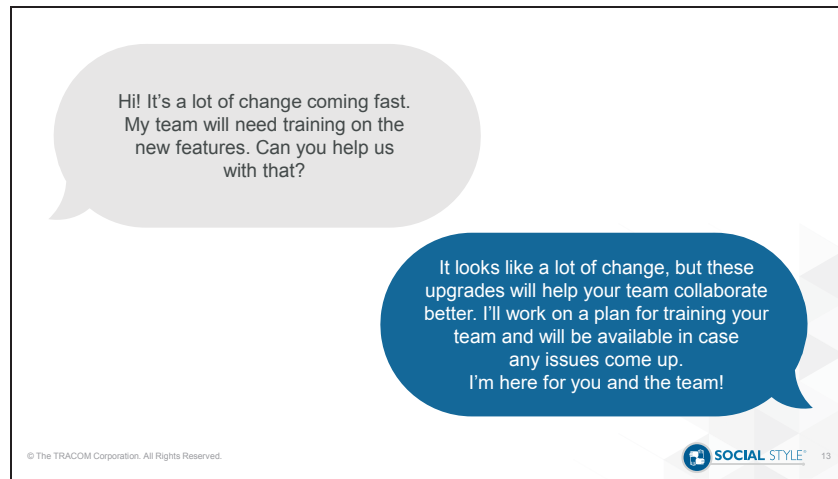 Hi! It’s a lot of change coming fast.
My team will need training on the
new features. Can you help us
with that?
It looks like a lot of change, but these
upgrades will help your team collaborate
better. I’ll work on a plan for training your
team and will be available in case
any issues come up.
I’m here for you and the team!
© The TRACOM Corporation. All Rights Reserved.
SOCIAL STYLE® 13